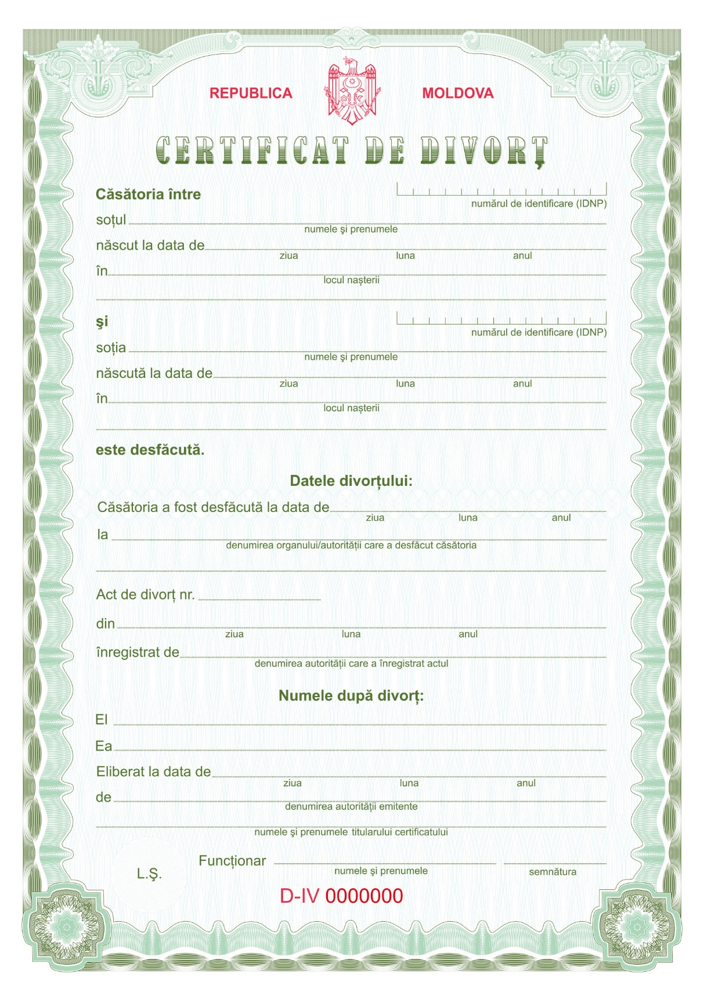 REPUBLICA MOLDOVA
CERTIFICAT DE DIVORŢ
Căsătoria între
numărul de identificare (IDNP)
soțul
numele şi prenumele
născut la data de
ziua luna anul
în
locul nașterii
şi
numărul de identificare (IDNP)
soția
numele şi prenumele
născută la data de
ziua luna anul
în
locul nașterii
este desfăcută.
Datele divorțului:
Căsătoria a fost desfăcută la data de
ziua luna anul
la
denumirea organului/autorității care a desfăcut căsătoria
Act de divorț nr.
din
ziua luna anul
înregistrat de
denumirea autorității care a înregistrat actul
Numele după divorț:
El
Ea
Eliberat la data de
ziua luna anul
de
denumirea autorității emitente
numele şi prenumele titularului certificatului
Funcționar
numele şi prenumele semnătura
L.Ş.
D-IV 0000000